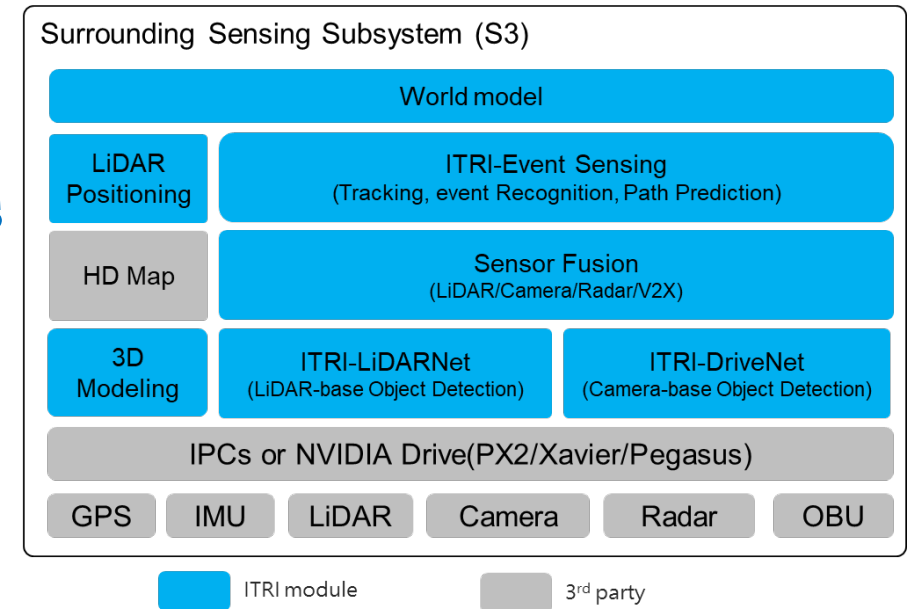 Surrounding Sensing Subsystem (S3)
World model
LiDAR
Positioning
ITRI-Event Sensing
(Tracking, event Recognition, Path Prediction)
HD Map
Sensor Fusion
(LiDAR/Camera/Radar/V2X)
3D
Modeling
ITRI-LiDARNet
(LiDAR-base Object Detection)
ITRI-DriveNet
(Camera-base Object Detection)
IPCs or NVIDIA Drive(PX2/Xavier/Pegasus)
GPS
IMU
LiDAR
Camera
Radar
OBU
ITRI module
3rd party